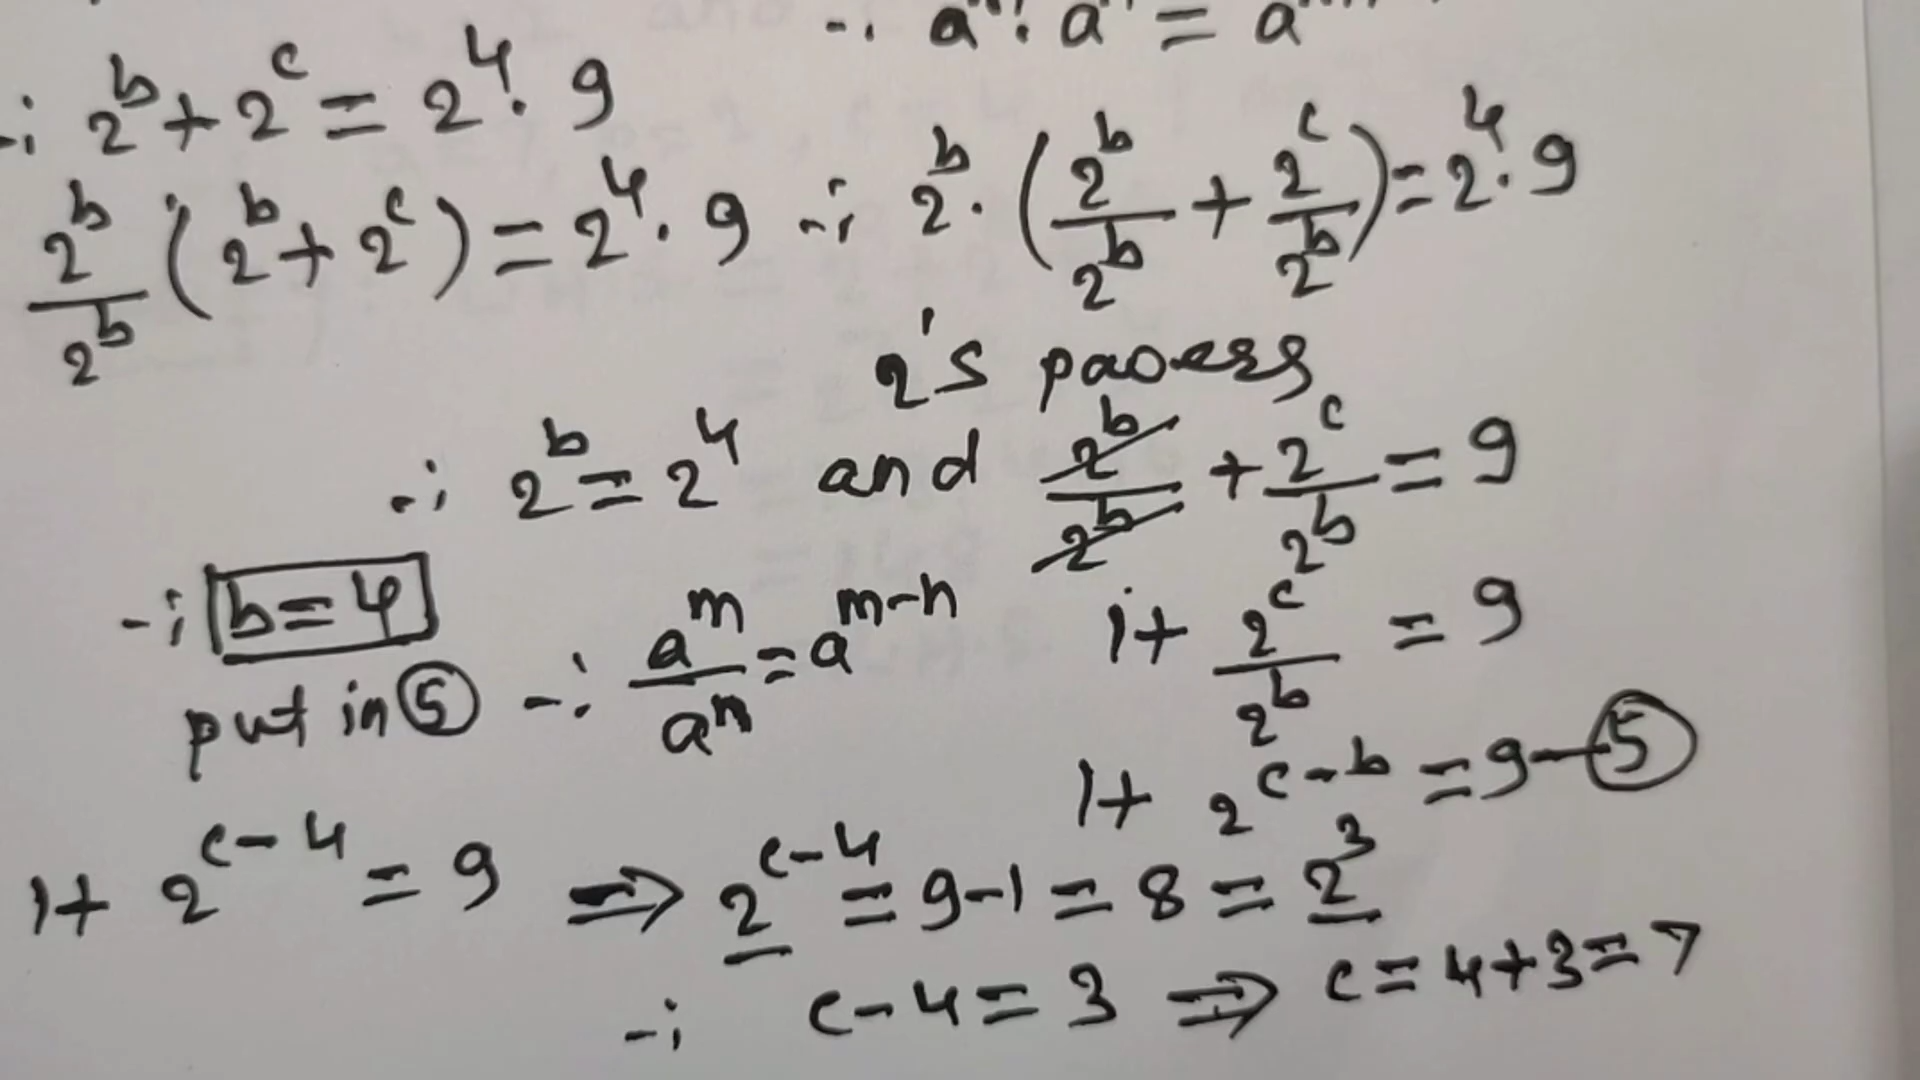 ∴ a^m · a^n = a
∴ 2^b + 2^c = 2^4 · 9
2^b/2^b (2^b + 2^c) = 2^4 · 9 ∴ 2^b · (2^b/2^b + 2^c/2^b) = 2^4 · 9
2's powers
∴ 2^b = 2^4 and 2^b/2^b + 2^c/2^b = 9
∴ b = 4
1 + 2^c/2^b = 9
put in ⑤ ∴ a^m/a^n = a^m-n
1 + 2^c-b = 9 — ⑤
1 + 2^c-4 = 9 ⇒ 2^c-4 = 9 - 1 = 8 = 2^3
∴ c - 4 = 3 ⇒ c = 4 + 3 = 7